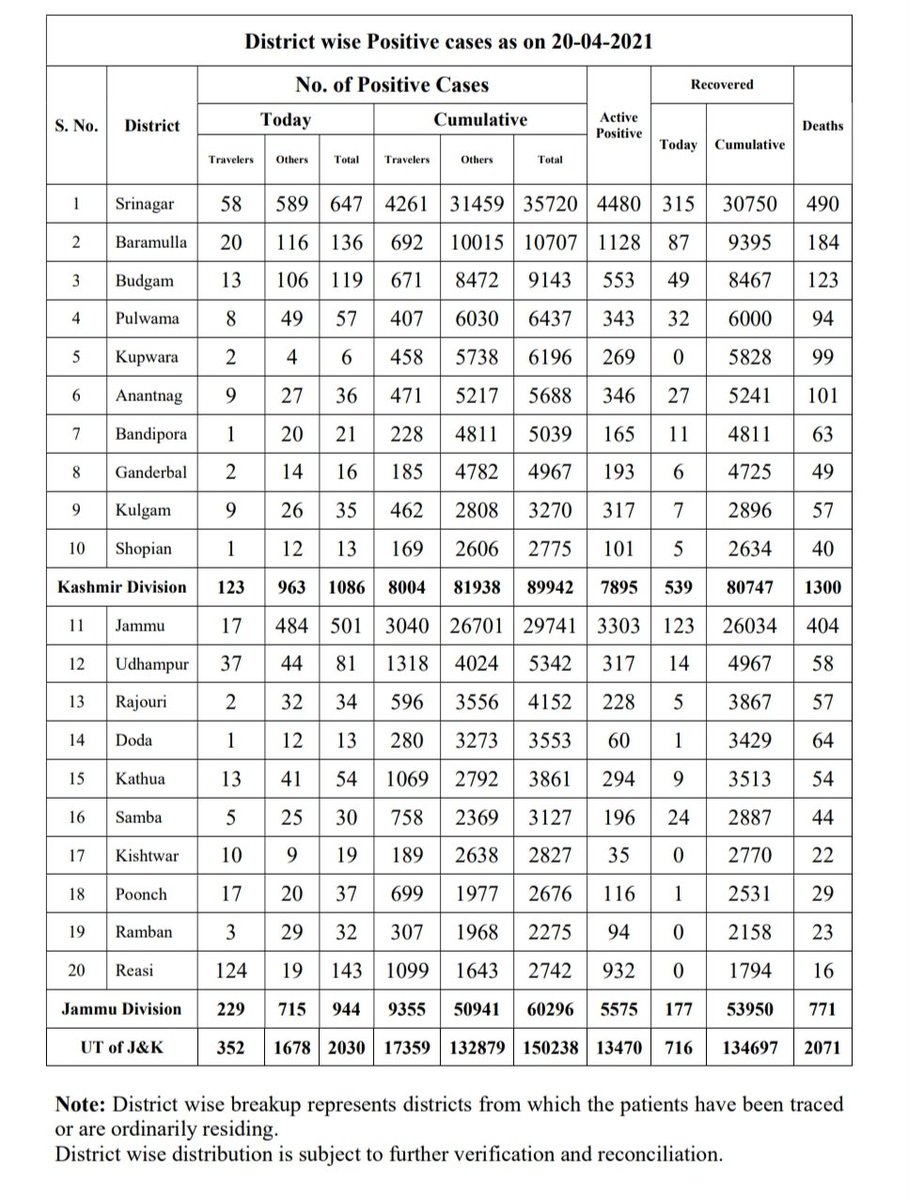 District wise Positive cases as on 20-04-2021
S. No. District No. of Positive Cases Active Positive Recovered Deaths
Today Cumulative Today Cumulative
Travelers Others Total Travelers Others Total
1 Srinagar 58 589 647 4261 31459 35720 4480 315 30750 490
2 Baramulla 20 116 136 692 10015 10707 1128 87 9395 184
3 Budgam 13 106 119 671 8472 9143 553 49 8467 123
4 Pulwama 8 49 57 407 6030 6437 343 32 6000 94
5 Kupwara 2 4 6 458 5738 6196 269 0 5828 99
6 Anantnag 9 27 36 471 5217 5688 346 27 5241 101
7 Bandipora 1 20 21 228 4811 5039 165 11 4811 63
8 Ganderbal 2 14 16 185 4782 4967 193 6 4725 49
9 Kulgam 9 26 35 462 2808 3270 317 7 2896 57
10 Shopian 1 12 13 169 2606 2775 101 5 2634 40
Kashmir Division 123 963 1086 8004 81938 89942 7895 539 80747 1300
11 Jammu 17 484 501 3040 26701 29741 3303 123 26034 404
12 Udhampur 37 44 81 1318 4024 5342 317 14 4967 58
13 Rajouri 2 32 34 596 3556 4152 228 5 3867 57
14 Doda 1 12 13 280 3273 3553 60 1 3429 64
15 Kathua 13 41 54 1069 2792 3861 294 9 3513 54
16 Samba 5 25 30 758 2369 3127 196 24 2887 44
17 Kishtwar 10 9 19 189 2638 2827 35 0 2770 22
18 Poonch 17 20 37 699 1977 2676 116 1 2531 29
19 Ramban 3 29 32 307 1968 2275 94 0 2158 23
20 Reasi 124 19 143 1099 1643 2742 932 0 1794 16
Jammu Division 229 715 944 9355 50941 60296 5575 177 53950 771
UT of J&K 352 1678 2030 17359 132879 150238 13470 716 134697 2071
Note: District wise breakup represents districts from which the patients have been traced
or are ordinarily residing.
District wise distribution is subject to further verification and reconciliation.